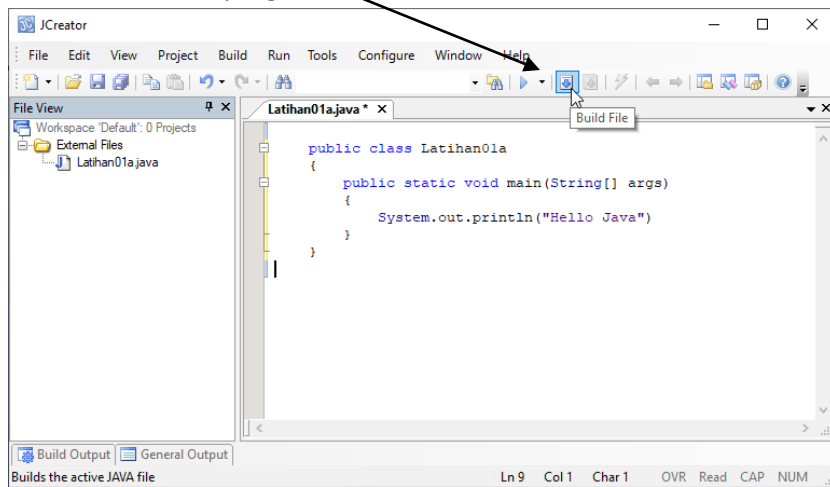 JCreator
File Edit View Project Build Run Tools Configure Window Help
File View
Workspace 'Default': 0 Projects
External Files
Latihan01a.java
Latihan01a.java *
Build File
public class Latihan01a
{
public static void main(String[] args)
{
System.out.println("Hello Java")
}
}
Build Output General Output
Builds the active JAVA file Ln 9 Col 1 Char 1 OVR Read CAP NUM